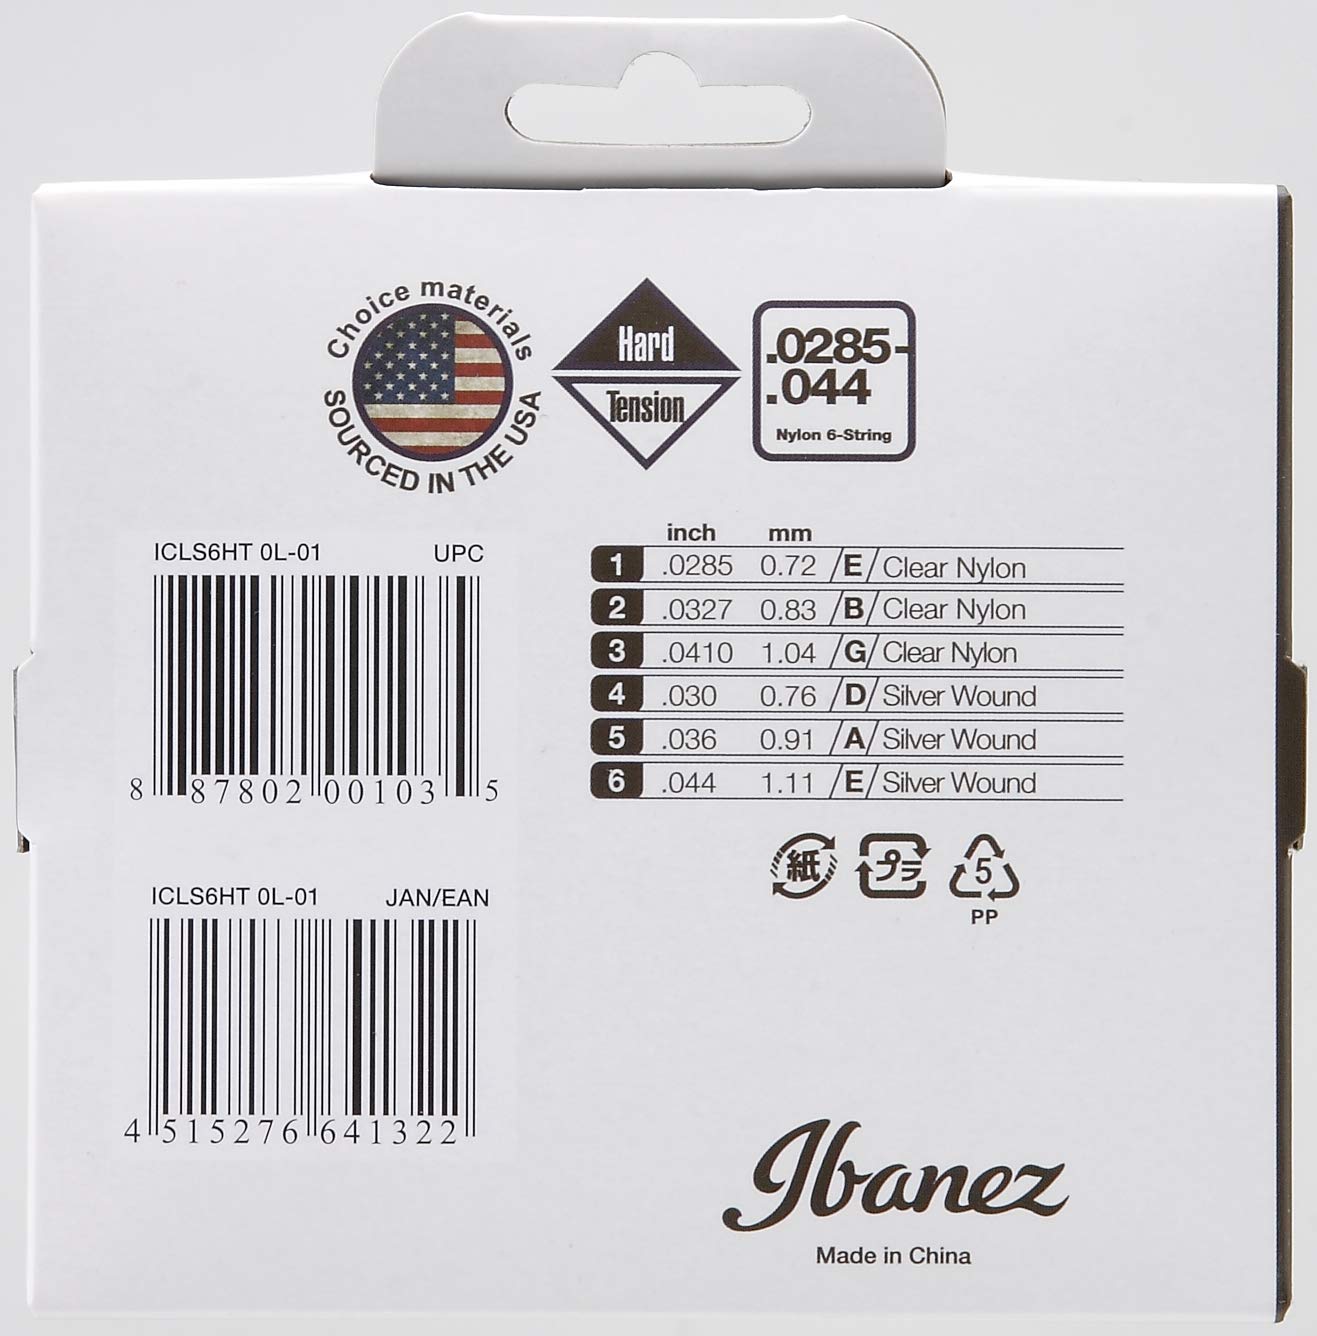 Choice materials
SOURCED IN THE USA
Hard
Tension
.0285-
.044
Nylon 6-String
ICLS6HT 0L-01 UPC
8 87802 00103 5
inch mm
1 .0285 0.72 /E/ Clear Nylon
2 .0327 0.83 /B/ Clear Nylon
3 .0410 1.04 /G/ Clear Nylon
4 .030 0.76 /D/ Silver Wound
5 .036 0.91 /A/ Silver Wound
6 .044 1.11 /E/ Silver Wound
紙 プラ 5
PP
ICLS6HT 0L-01 JAN/EAN
4 515276 641322
Ibanez
Made in China